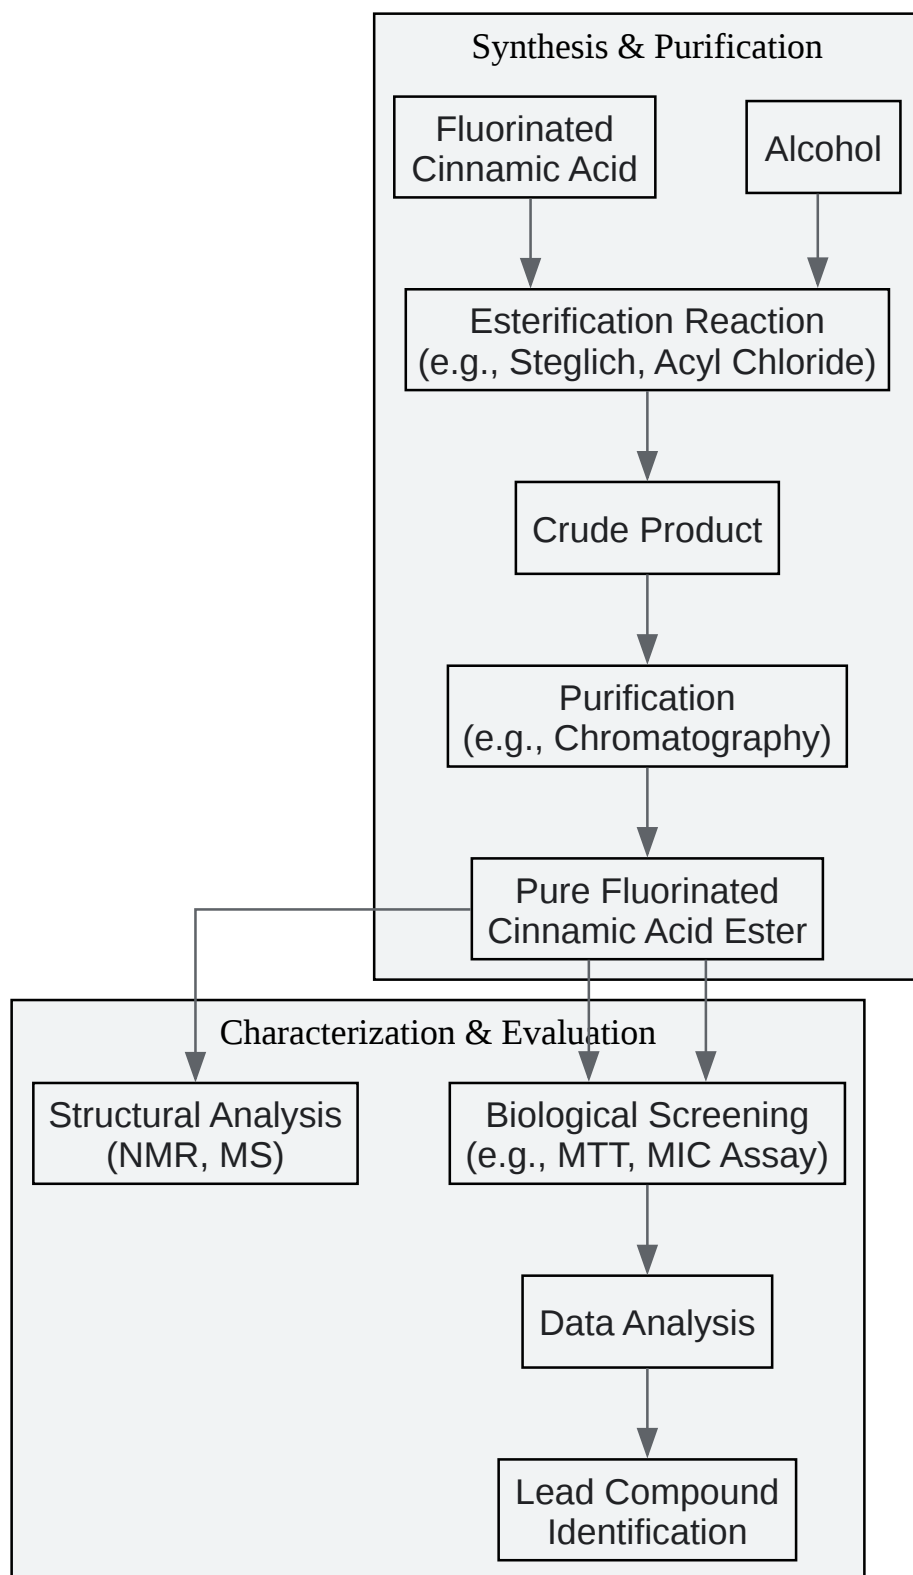 Synthesis & Purification
Fluorinated
Cinnamic Acid
Alcohol
Esterification Reaction
(e.g., Steglich, Acyl Chloride)
Crude Product
Purification
(e.g., Chromatography)
Pure Fluorinated
Cinnamic Acid Ester
Characterization & Evaluation
Structural Analysis
(NMR, MS)
Biological Screening
(e.g., MTT, MIC Assay)
Data Analysis
Lead Compound
Identification